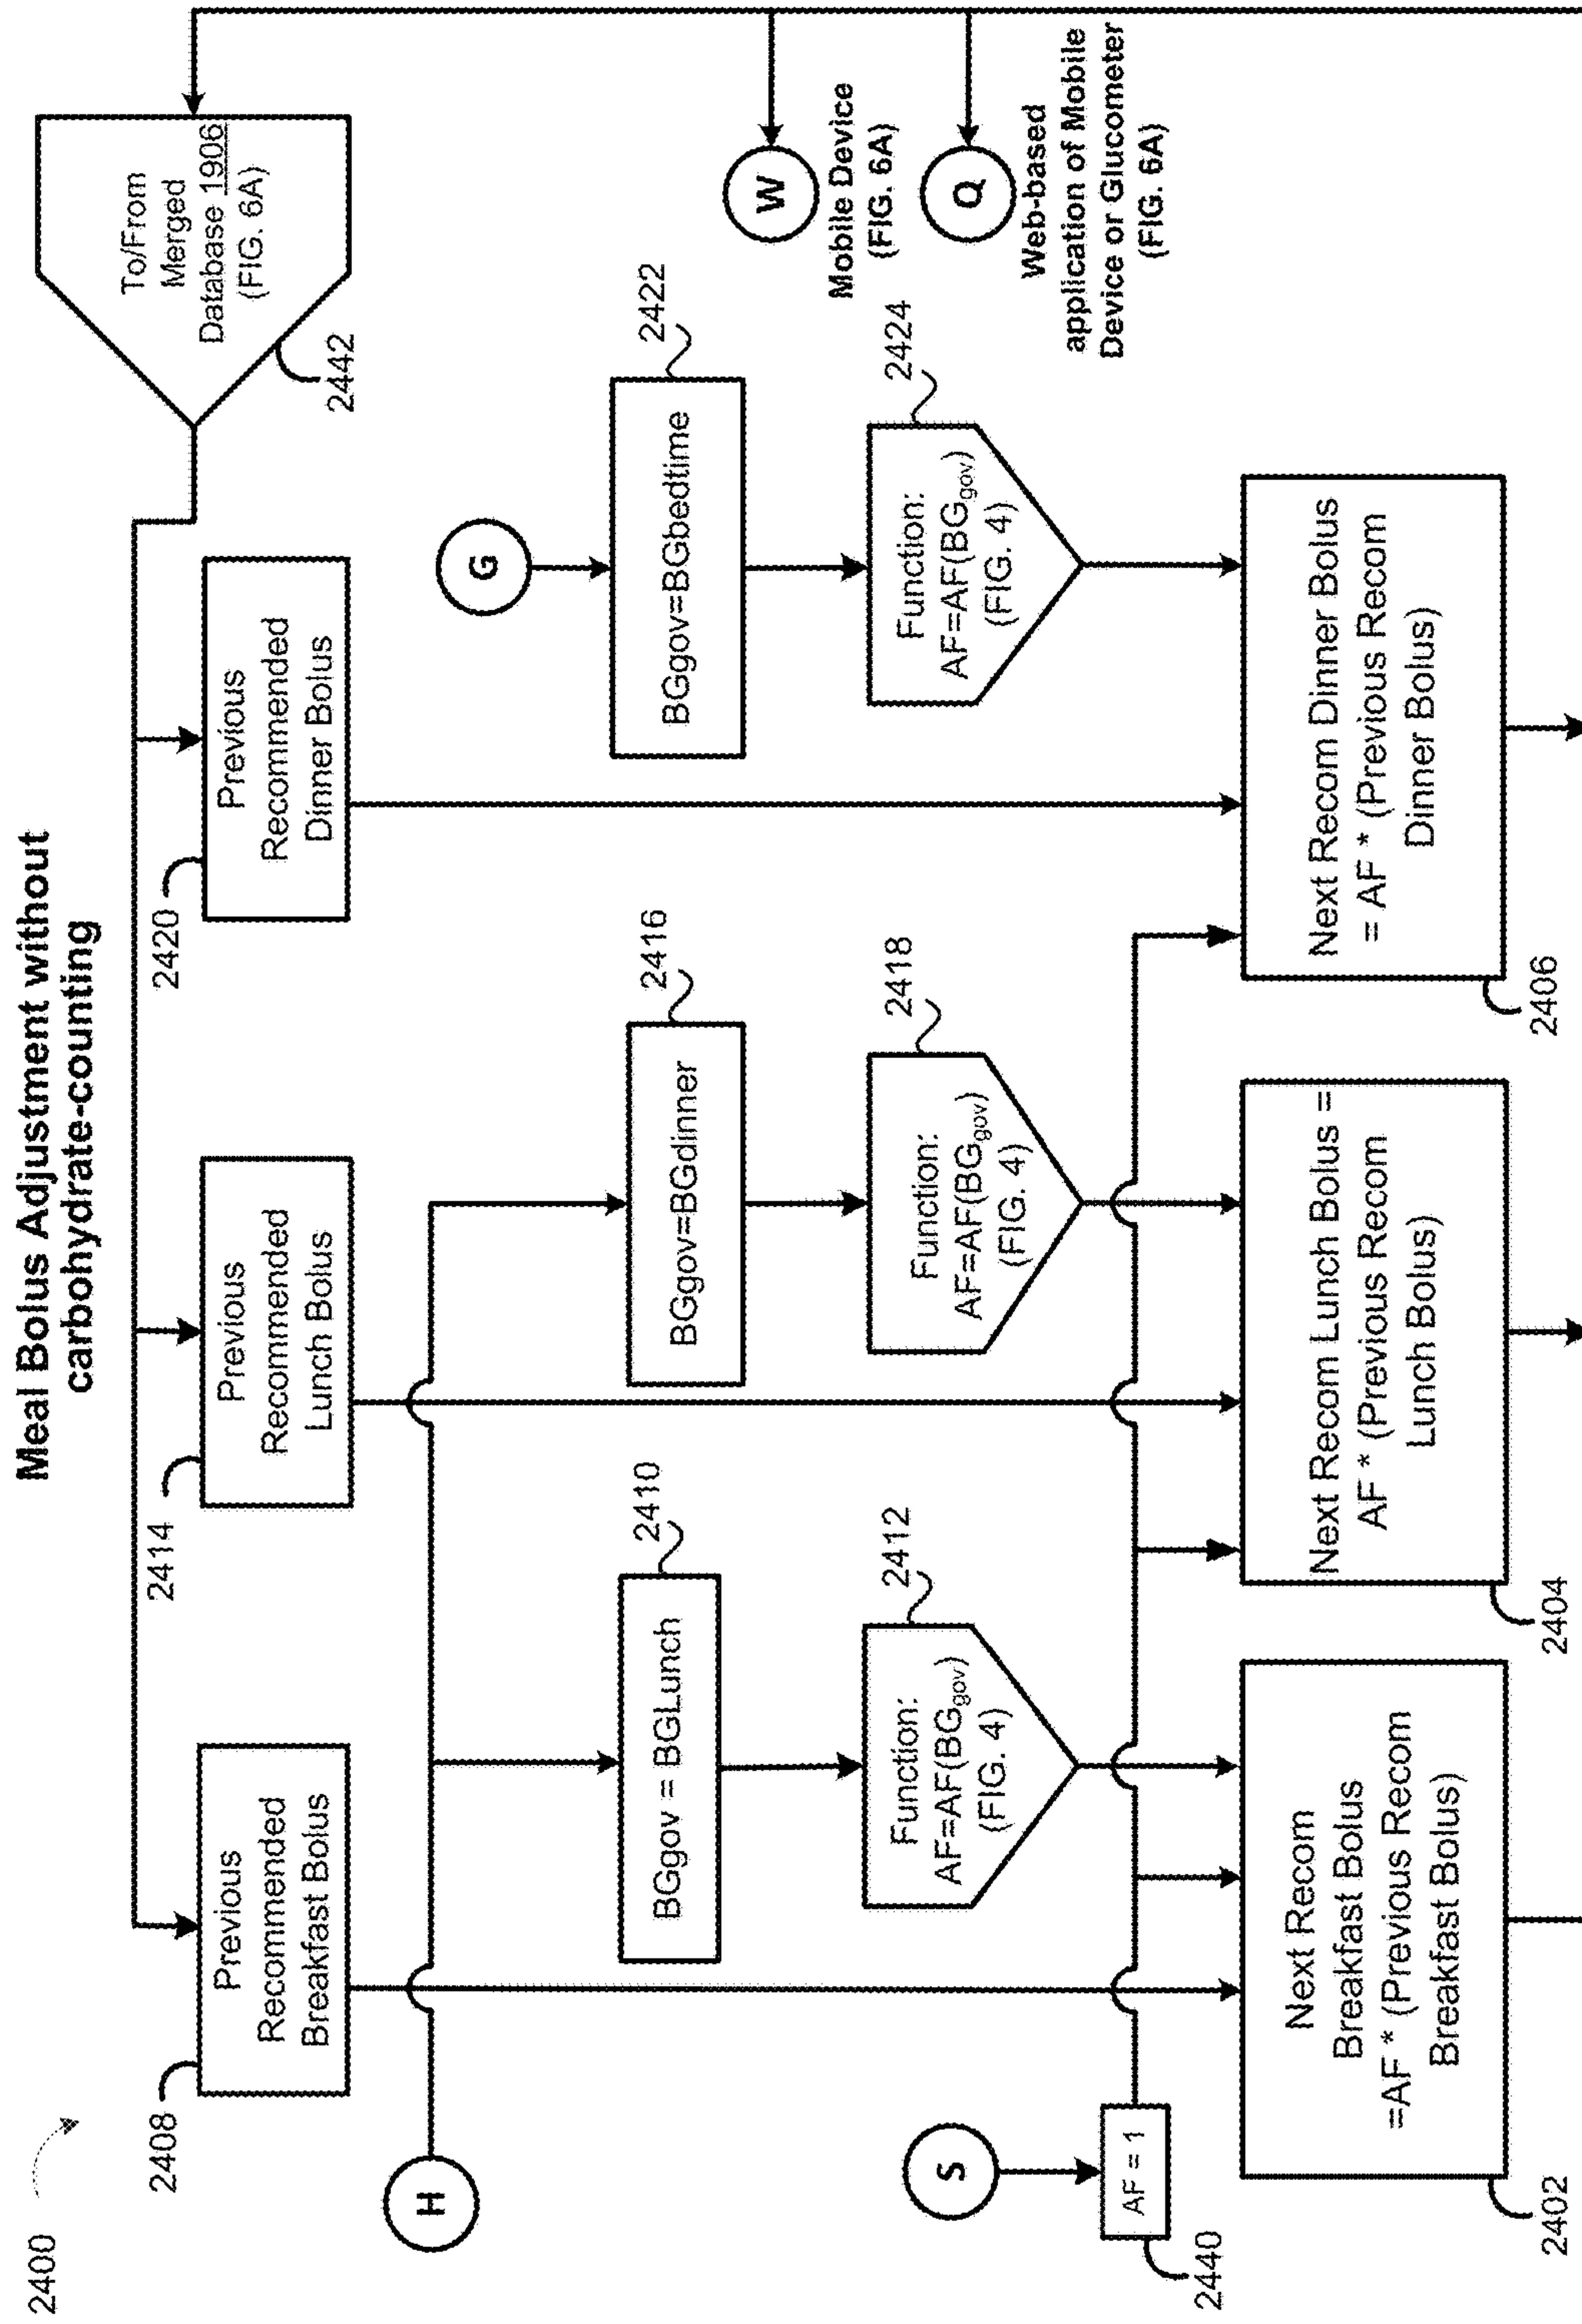 2400
Meal Bolus Adjustment without
carbohydrate-counting
To/From
Merged
Database 1906
(FIG. 6A)
2442
2408
Previous
Recommended
Breakfast Bolus
2414
Previous
Recommended
Lunch Bolus
2420
Previous
Recommended
Dinner Bolus
H
G
W
Mobile Device
(FIG. 6A)
Q
Web-based
application of Mobile
Device or Glucometer
(FIG. 6A)
BGgov = BGLunch
2410
BGgov=BGdinner
2416
BGgov=BGbedtime
2422
Function:
AF=AF(BGgov)
(FIG. 4)
2412
Function:
AF=AF(BGgov)
(FIG. 4)
2418
Function:
AF=AF(BGgov)
(FIG. 4)
2424
S
AF = 1
2440
Next Recom
Breakfast Bolus
=AF * (Previous Recom
Breakfast Bolus)
2402
Next Recom Lunch Bolus =
AF * (Previous Recom
Lunch Bolus)
2404
Next Recom Dinner Bolus
= AF * (Previous Recom
Dinner Bolus)
2406